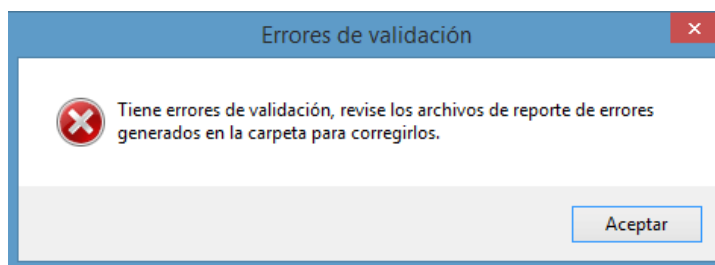 Errores de validación
Tiene errores de validación, revise los archivos de reporte de errores
generados en la carpeta para corregirlos.
Aceptar